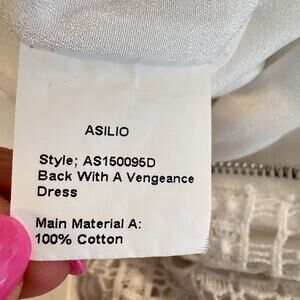 ASILIO
Style; AS150095D
Back With A Vengeance
Dress
Main Material A:
100% Cotton